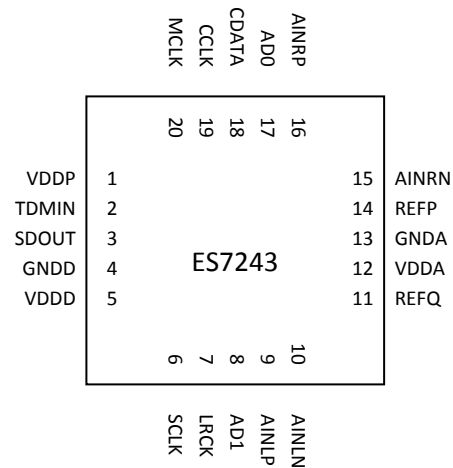 MCLK CCLK CDATA AD0 AINRP
20 19 18 17 16
VDDP 1 15 AINRN
TDMIN 2 14 REFP
SDOUT 3 13 GNDA
GNDD 4 12 VDDA
ES7243
VDDD 5 11 REFQ
6 7 8 9 10
SCLK LRCK AD1 AINLP AINLN